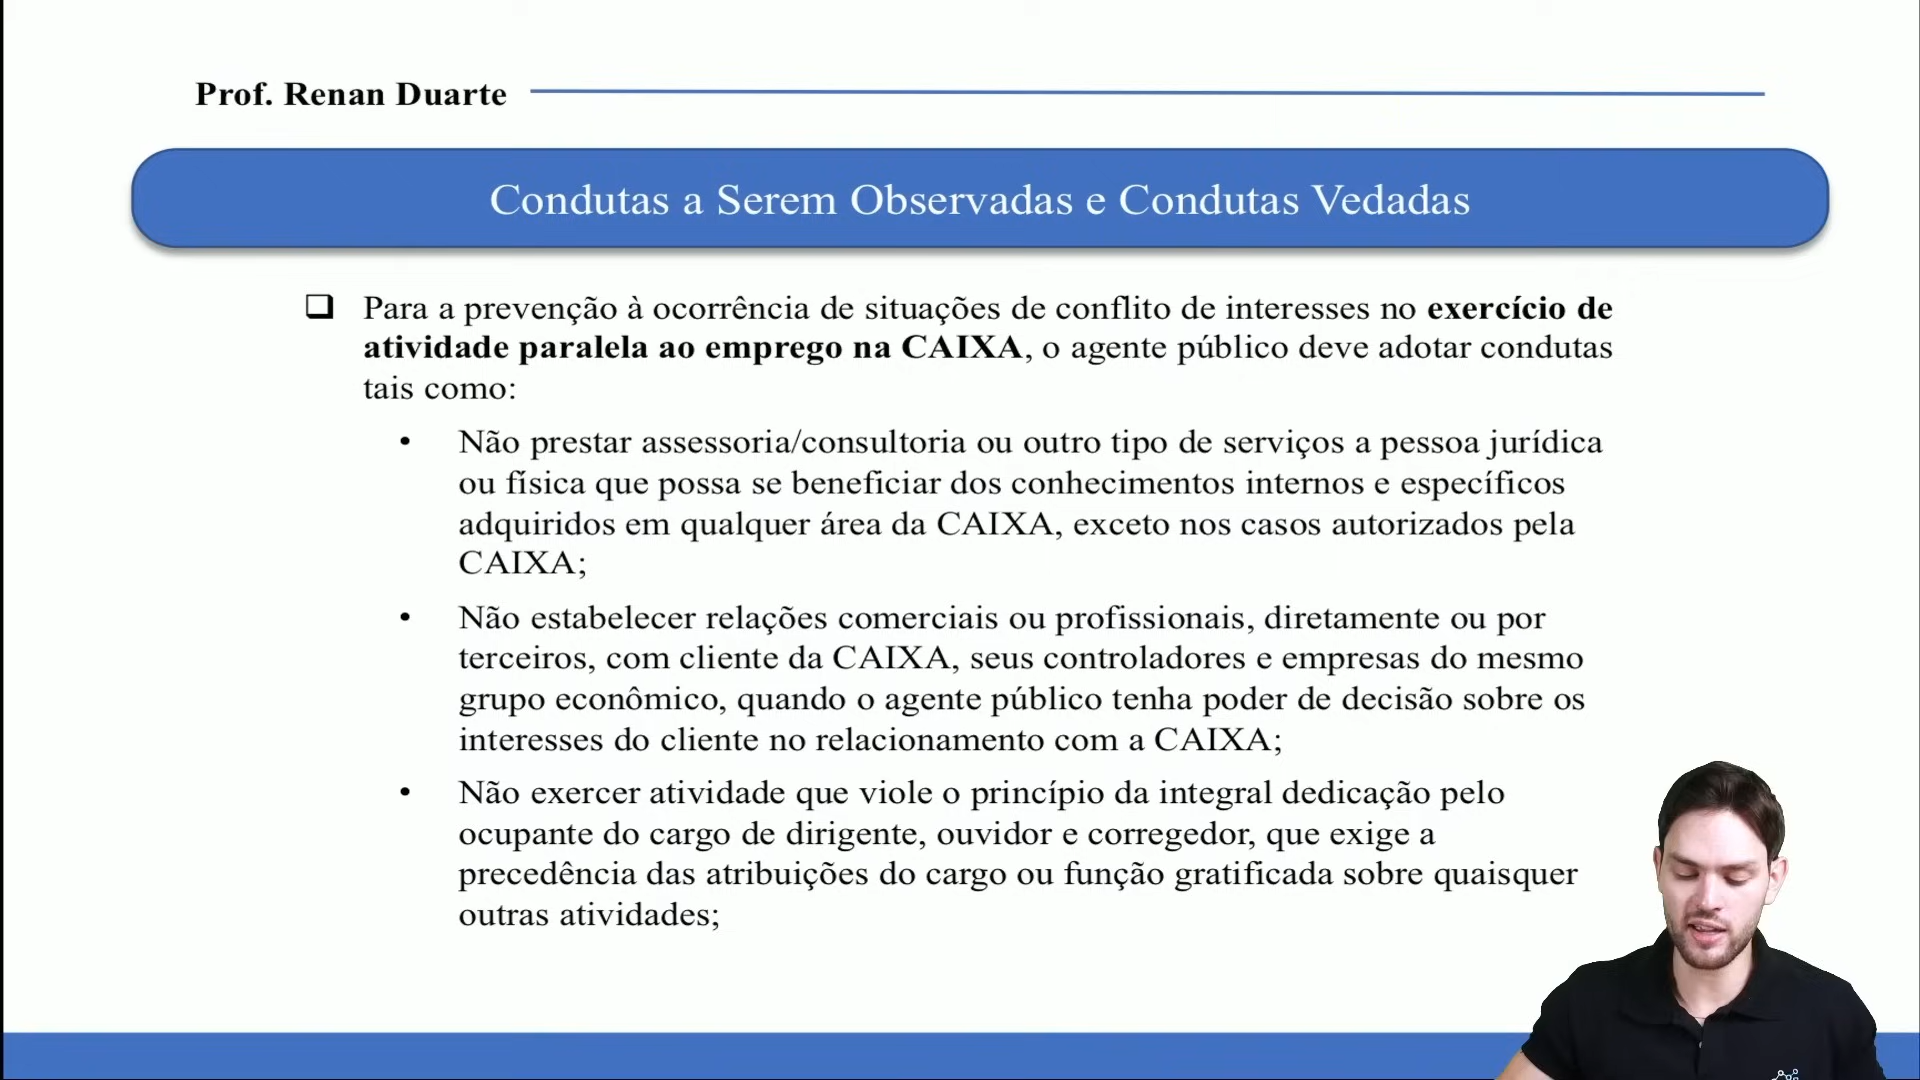 Prof. Renan Duarte
Condutas a Serem Observadas e Condutas Vedadas
❑ Para a prevenção à ocorrência de situações de conflito de interesses no exercício de
atividade paralela ao emprego na CAIXA, o agente público deve adotar condutas
tais como:
• Não prestar assessoria/consultoria ou outro tipo de serviços a pessoa jurídica
ou física que possa se beneficiar dos conhecimentos internos e específicos
adquiridos em qualquer área da CAIXA, exceto nos casos autorizados pela
CAIXA;
• Não estabelecer relações comerciais ou profissionais, diretamente ou por
terceiros, com cliente da CAIXA, seus controladores e empresas do mesmo
grupo econômico, quando o agente público tenha poder de decisão sobre os
interesses do cliente no relacionamento com a CAIXA;
• Não exercer atividade que viole o princípio da integral dedicação pelo
ocupante do cargo de dirigente, ouvidor e corregedor, que exige a
precedência das atribuições do cargo ou função gratificada sobre quaisquer
outras atividades;